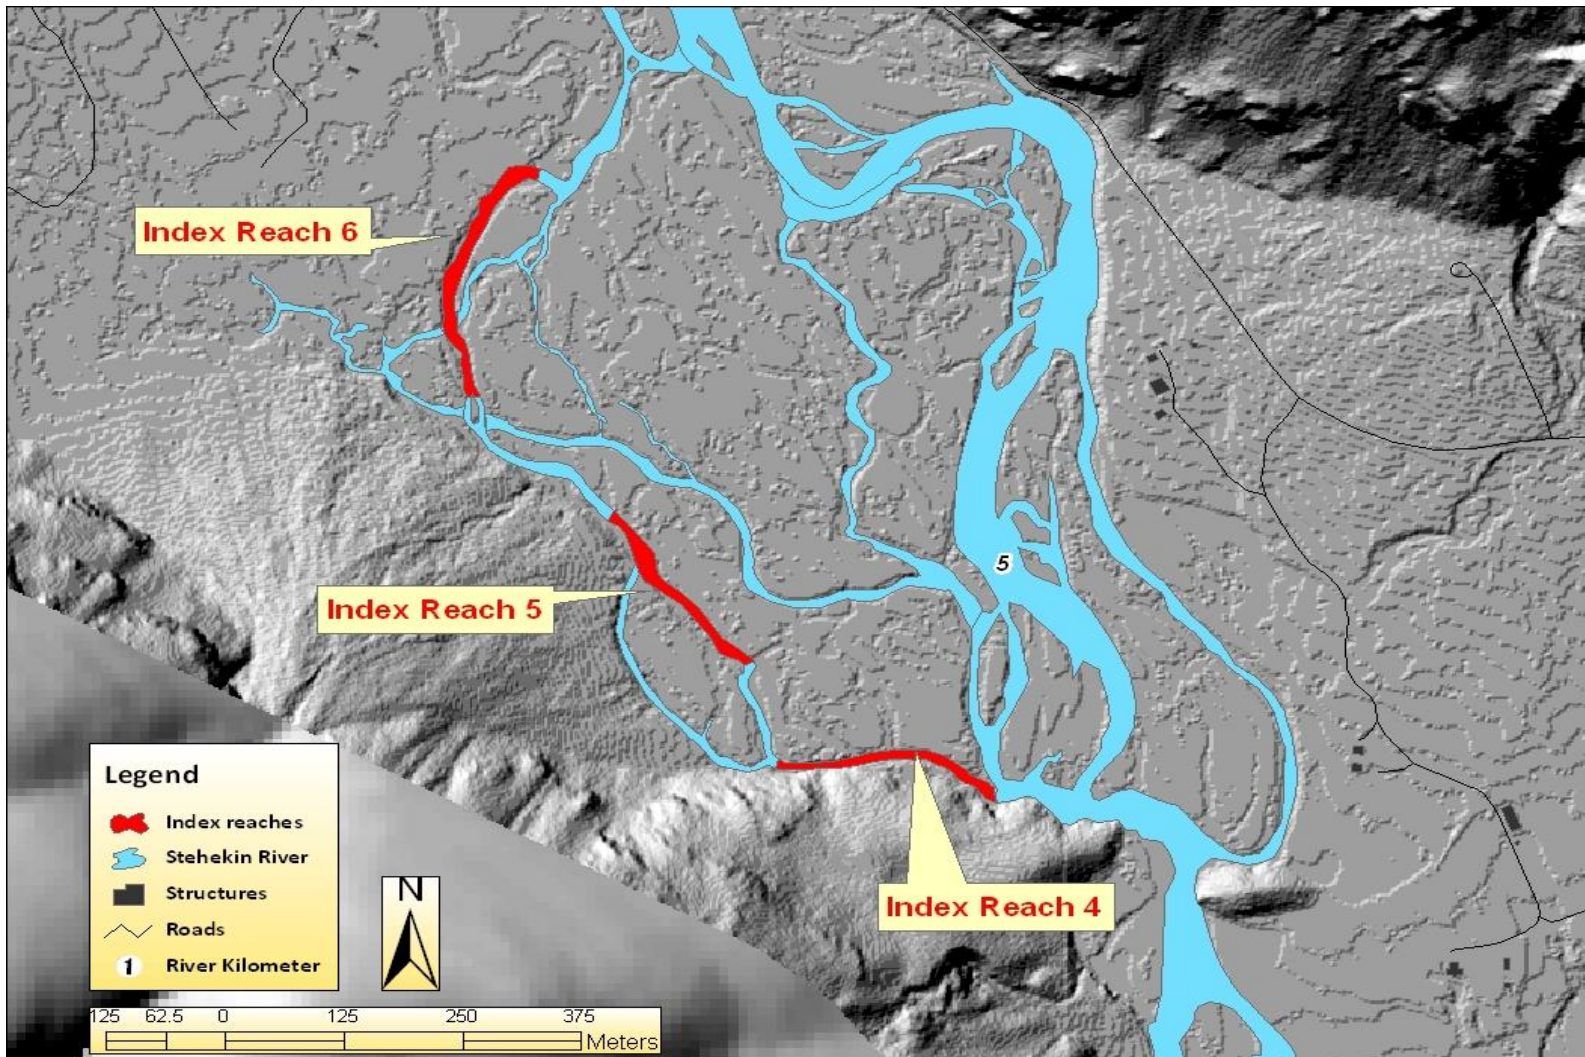 Index Reach 6
5
Index Reach 5
Index Reach 4
Legend
Index reaches
Stehekin River
Structures
Roads
1 River Kilometer
N
125 62.5 0 125 250 375
Meters